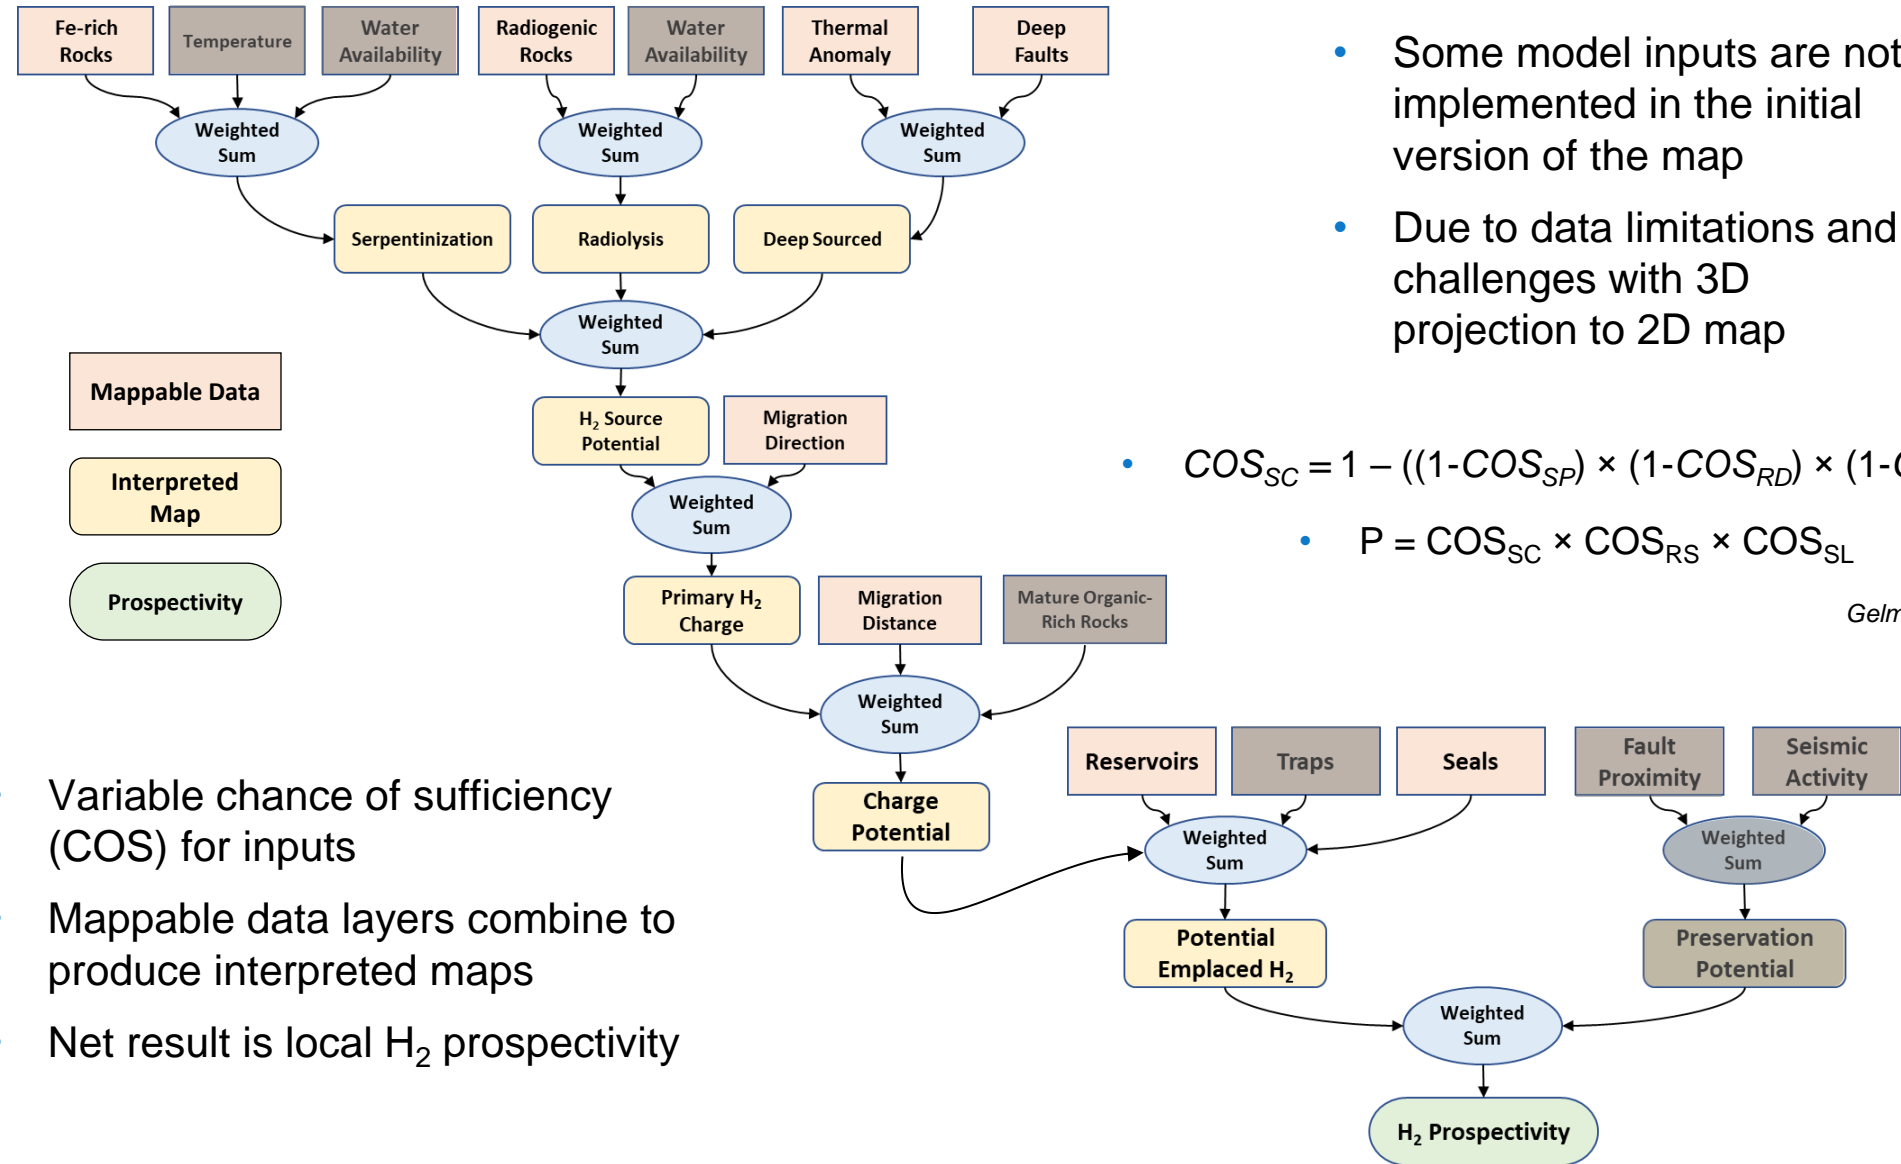 Fe-rich
Rocks
Temperature
Water
Availability
Radiogenic
Rocks
Water
Availability
Thermal
Anomaly
Deep
Faults
Weighted
Sum
Weighted
Sum
Weighted
Sum
Serpentinization
Radiolysis
Deep Sourced
Weighted
Sum
H₂ Source
Potential
Migration
Direction
Weighted
Sum
Primary H₂
Charge
Migration
Distance
Mature Organic-
Rich Rocks
Weighted
Sum
Charge
Potential
Reservoirs
Traps
Seals
Fault
Proximity
Seismic
Activity
Weighted
Sum
Weighted
Sum
Potential
Emplaced H₂
Preservation
Potential
Weighted
Sum
H₂ Prospectivity
Mappable Data
Interpreted
Map
Prospectivity
• Some model inputs are not
implemented in the initial
version of the map
• Due to data limitations and
challenges with 3D
projection to 2D map
• COS_SC = 1 – ((1-COS_SP) × (1-COS_RD) × (1-
• P = COS_SC × COS_RS × COS_SL
Variable chance of sufficiency
(COS) for inputs
Mappable data layers combine to
produce interpreted maps
Net result is local H₂ prospectivity